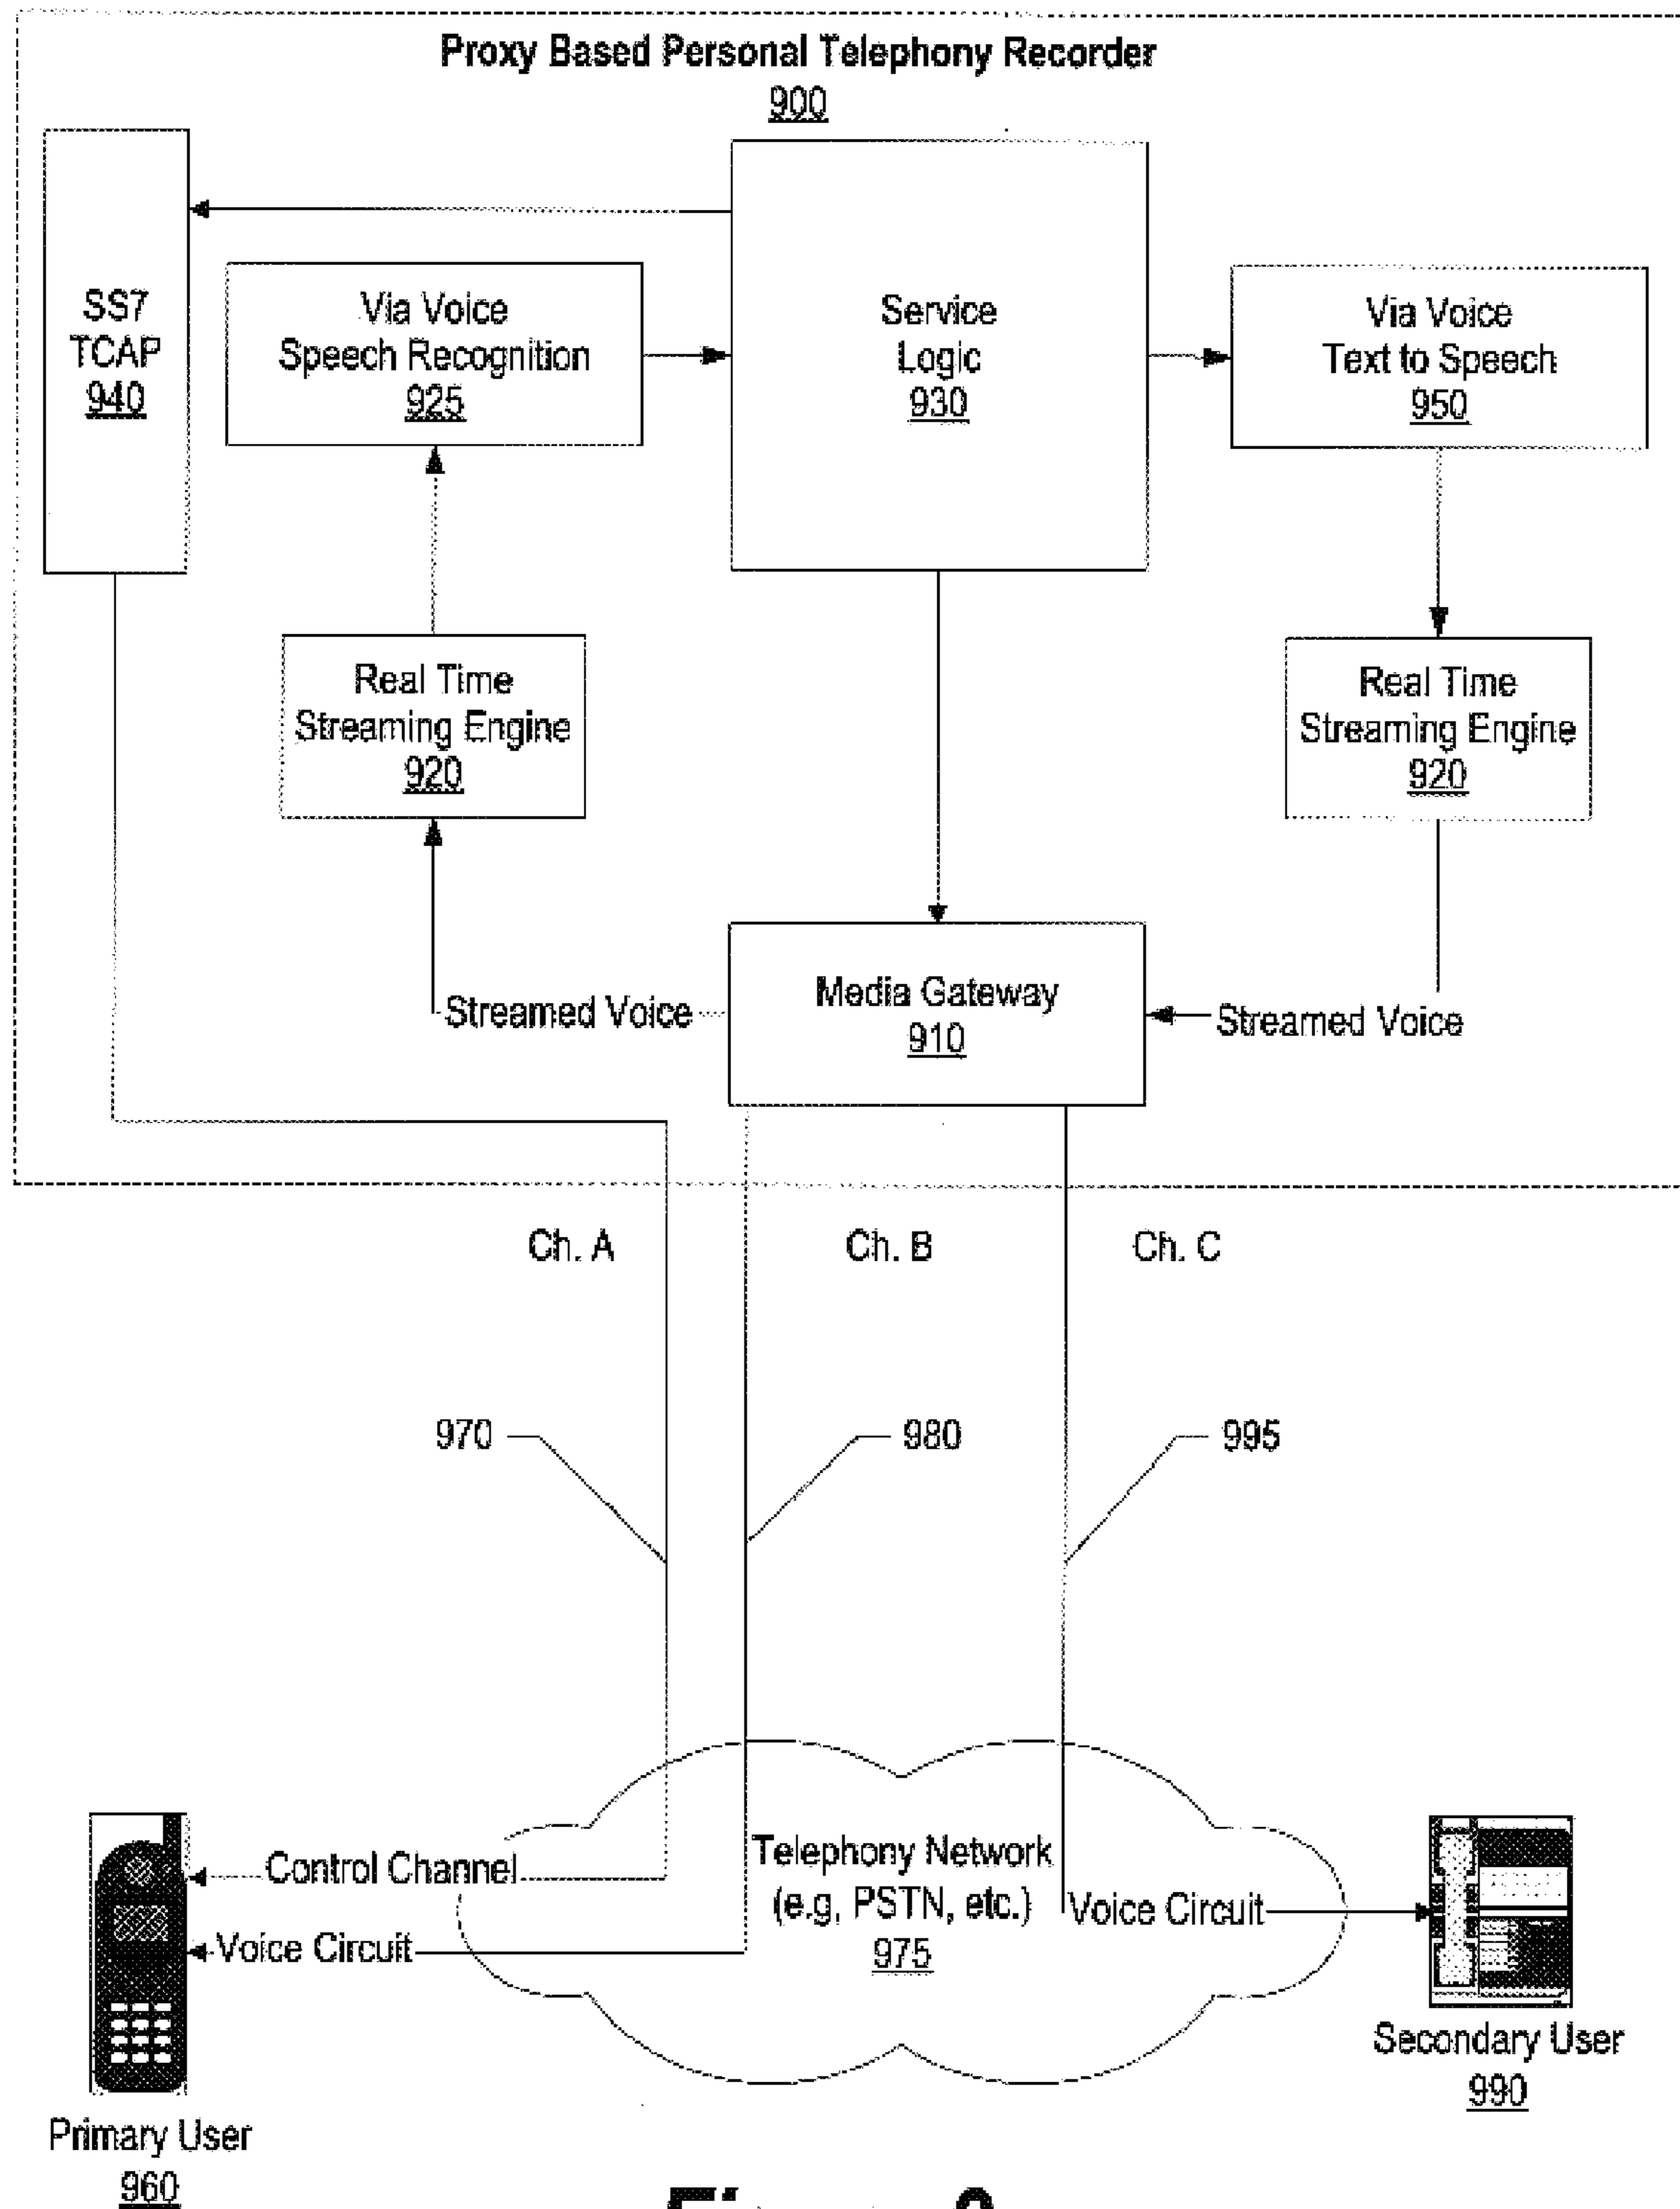 Proxy Based Personal Telephony Recorder
900
SS7
TCAP
940
Via Voice
Speech Recognition
925
Service
Logic
930
Via Voice
Text to Speech
950
Real Time
Streaming Engine
920
Real Time
Streaming Engine
920
Streamed Voice
Media Gateway
910
Streamed Voice
Ch. A
Ch. B
Ch. C
970
980
995
Control Channel
Voice Circuit
Telephony Network
(e.g, PSTN, etc.)
975
Voice Circuit
Primary User
960
Secondary User
990